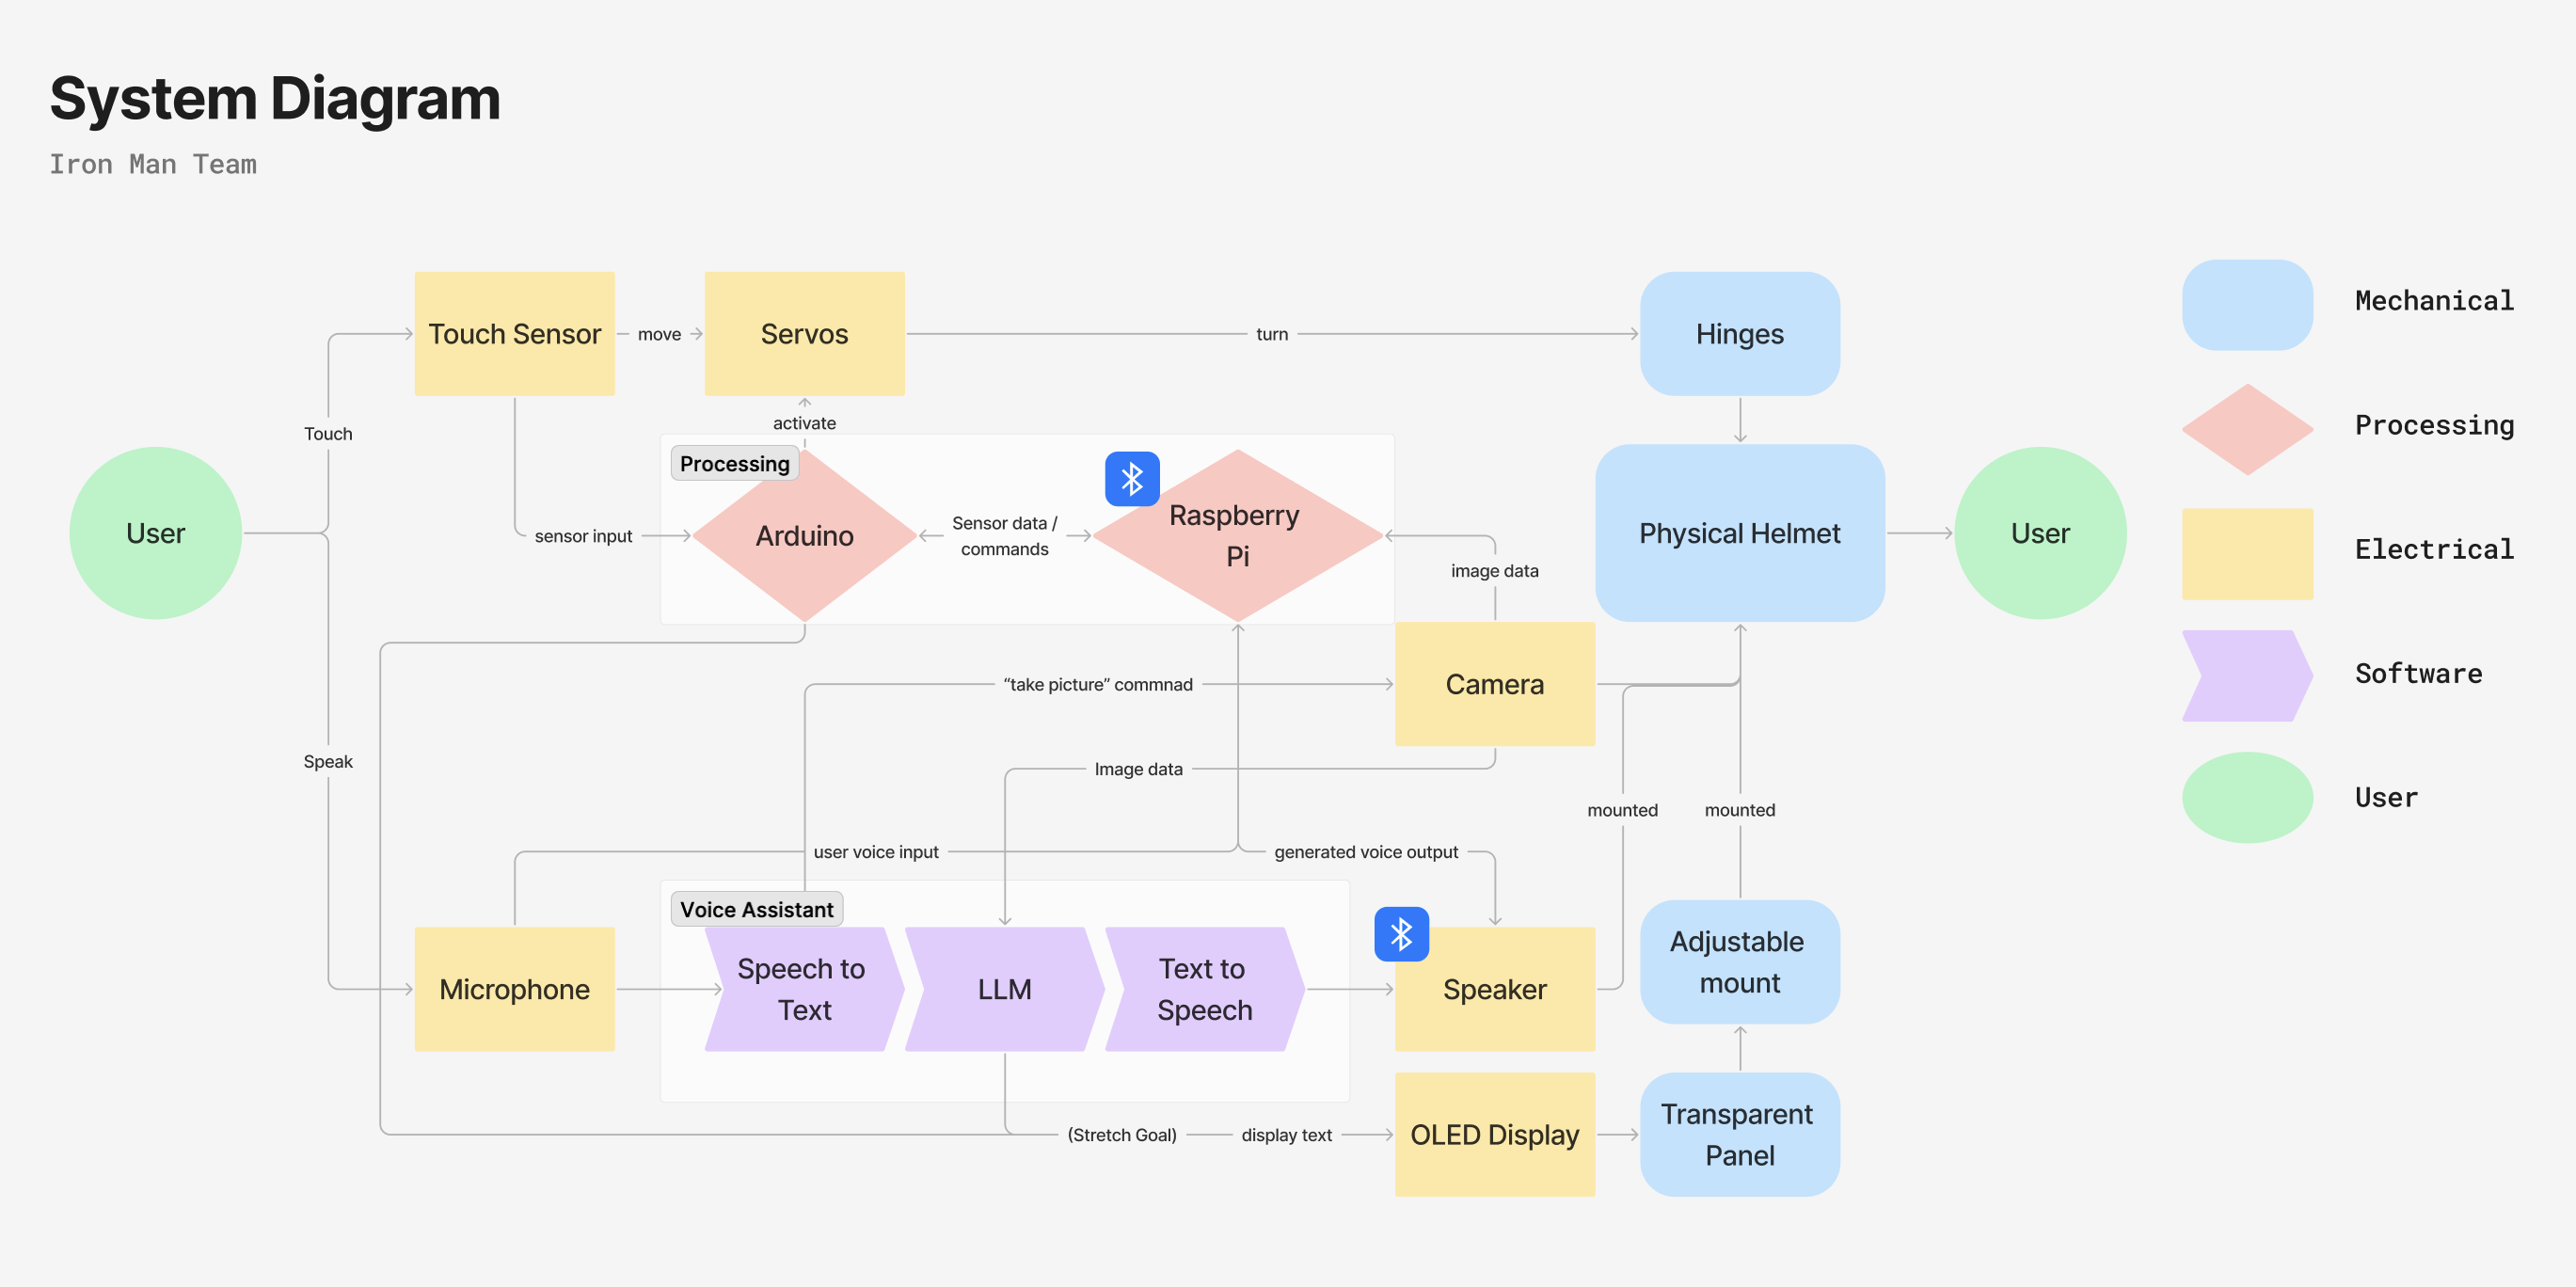 System Diagram
Iron Man Team
Touch Sensor
move
Servos
turn
Hinges
Mechanical
Touch
activate
Processing
Processing
User
sensor input
Arduino
Sensor data /
commands
Raspberry
Pi
image data
Physical Helmet
User
Electrical
“take picture” commnad
Camera
Software
Speak
Image data
mounted
mounted
User
user voice input
generated voice output
Voice Assistant
Microphone
Speech to
Text
LLM
Text to
Speech
Speaker
Adjustable
mount
(Stretch Goal)
display text
OLED Display
Transparent
Panel